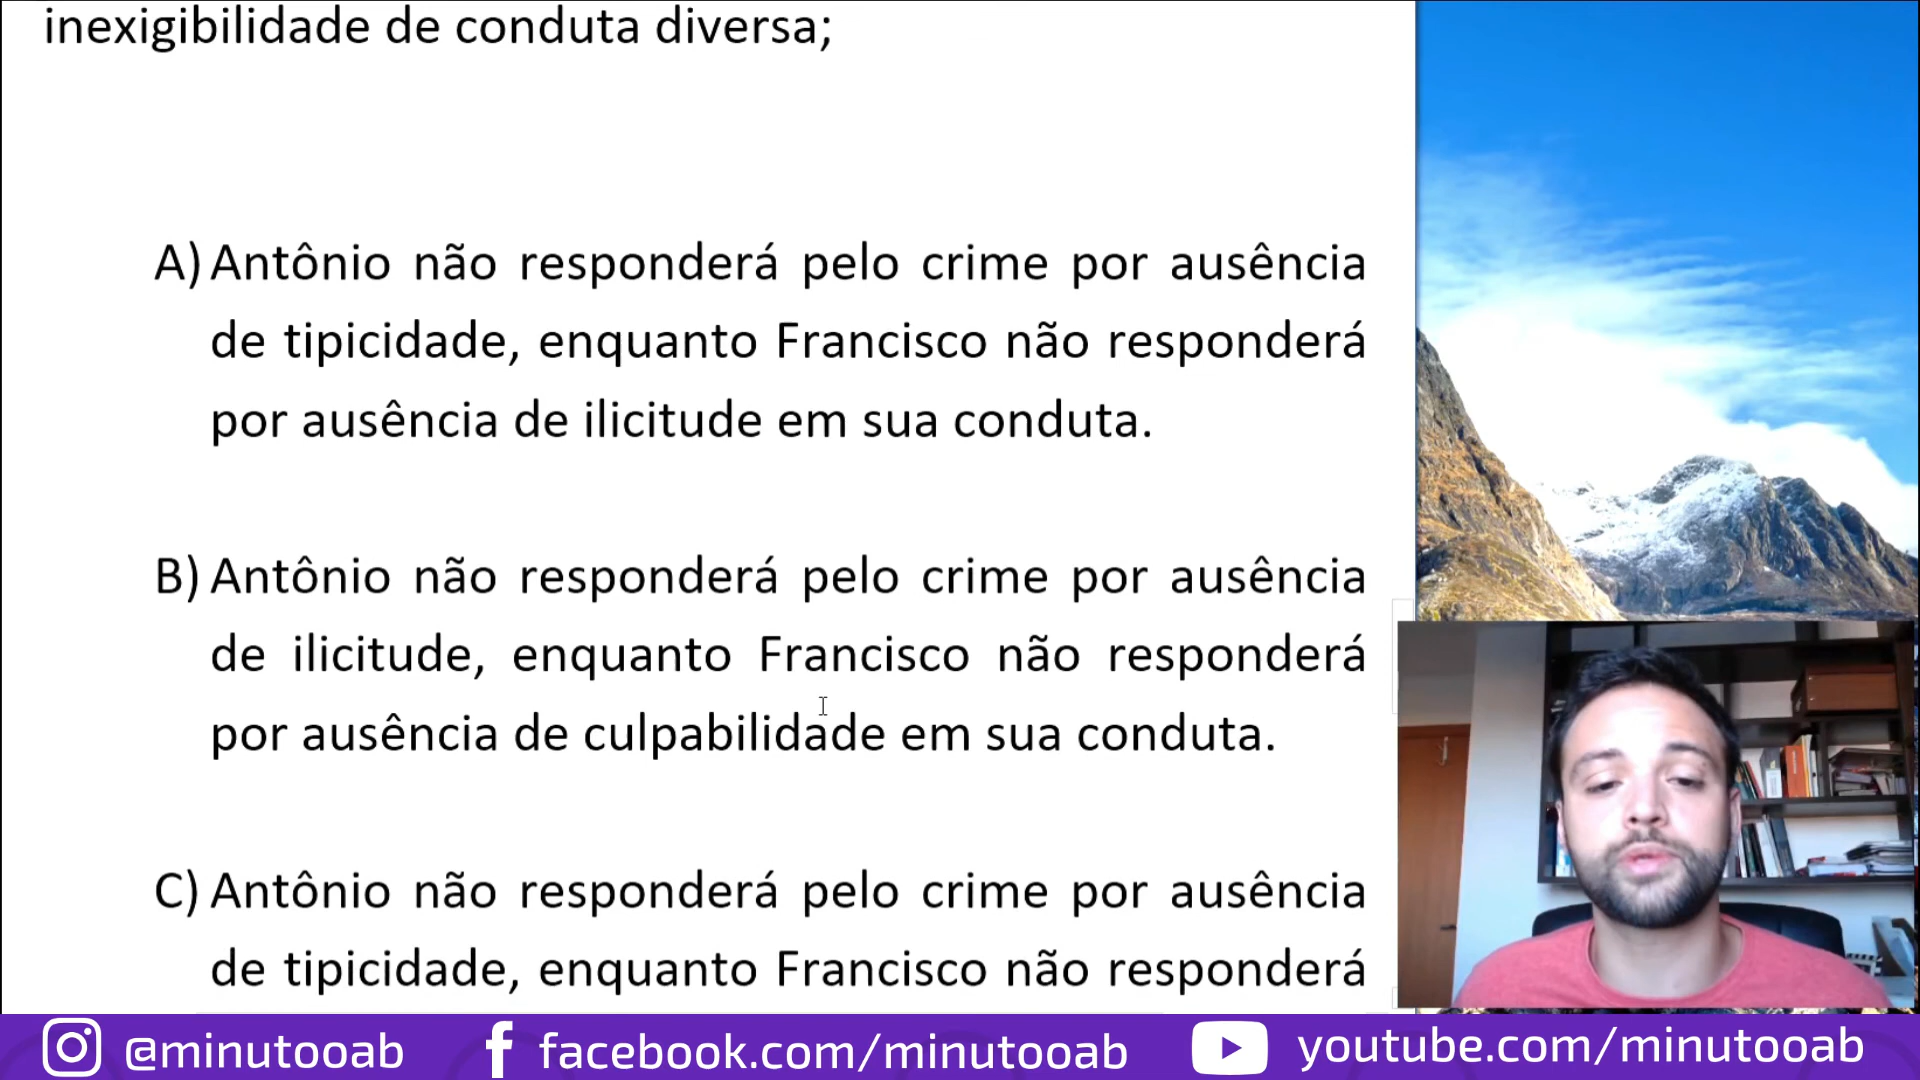 inexigibilidade de conduta diversa;
A) Antônio não responderá pelo crime por ausência
de tipicidade, enquanto Francisco não responderá
por ausência de ilicitude em sua conduta.
B) Antônio não responderá pelo crime por ausência
de ilicitude, enquanto Francisco não responderá
por ausência de culpabilidade em sua conduta.
C) Antônio não responderá pelo crime por ausência
de tipicidade, enquanto Francisco não responderá
@minutooab facebook.com/minutooab youtube.com/minutooab